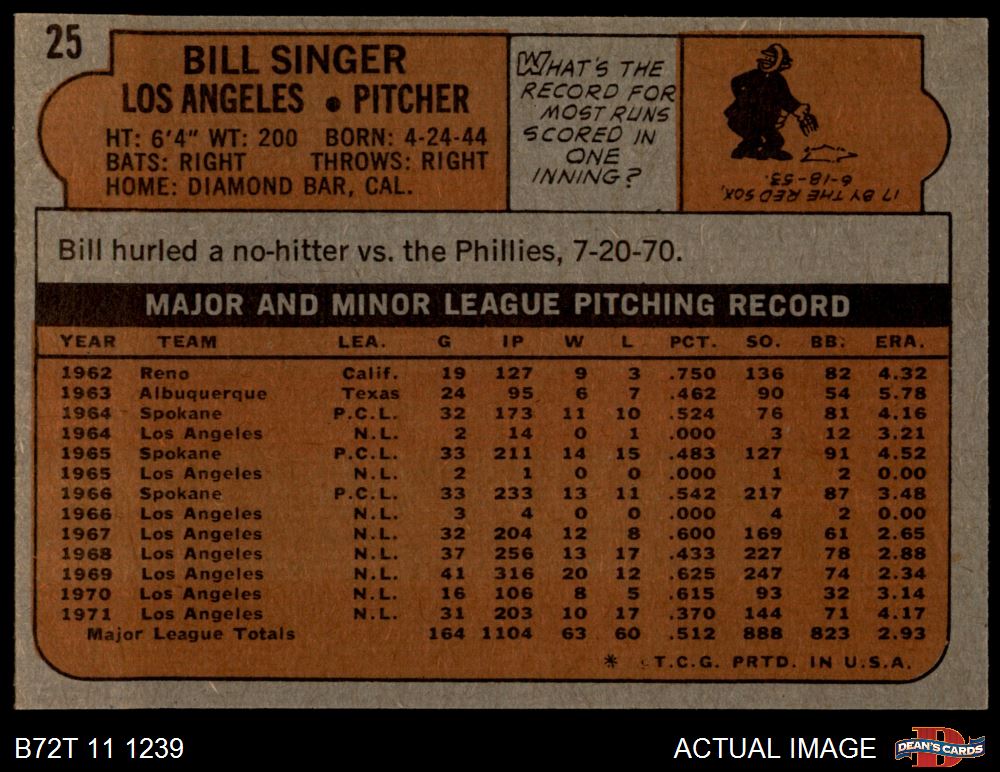 25
BILL SINGER
LOS ANGELES • PITCHER
HT: 6'4" WT: 200 BORN: 4-24-44
BATS: RIGHT THROWS: RIGHT
HOME: DIAMOND BAR, CAL.
WHAT'S THE
RECORD FOR
MOST RUNS
SCORED IN
ONE
INNING?
17 BY THE RED SOX,
6-18-53.
Bill hurled a no-hitter vs. the Phillies, 7-20-70.
MAJOR AND MINOR LEAGUE PITCHING RECORD
YEAR TEAM LEA. G IP W L PCT. SO. BB. ERA.
1962 Reno Calif. 19 127 9 3 .750 136 82 4.32
1963 Albuquerque Texas 24 95 6 7 .462 90 54 5.78
1964 Spokane P.C.L. 32 173 11 10 .524 76 81 4.16
1964 Los Angeles N.L. 2 14 0 1 .000 3 12 3.21
1965 Spokane P.C.L. 33 211 14 15 .483 127 91 4.52
1965 Los Angeles N.L. 2 1 0 0 .000 1 2 0.00
1966 Spokane P.C.L. 33 233 13 11 .542 217 87 3.48
1966 Los Angeles N.L. 3 4 0 0 .000 4 2 0.00
1967 Los Angeles N.L. 32 204 12 8 .600 169 61 2.65
1968 Los Angeles N.L. 37 256 13 17 .433 227 78 2.88
1969 Los Angeles N.L. 41 316 20 12 .625 247 74 2.34
1970 Los Angeles N.L. 16 106 8 5 .615 93 32 3.14
1971 Los Angeles N.L. 31 203 10 17 .370 144 71 4.17
Major League Totals 164 1104 63 60 .512 888 823 2.93
* T.C.G. PRTD. IN U.S.A.
B72T 11 1239
ACTUAL IMAGE
D
DEAN'S CARDS